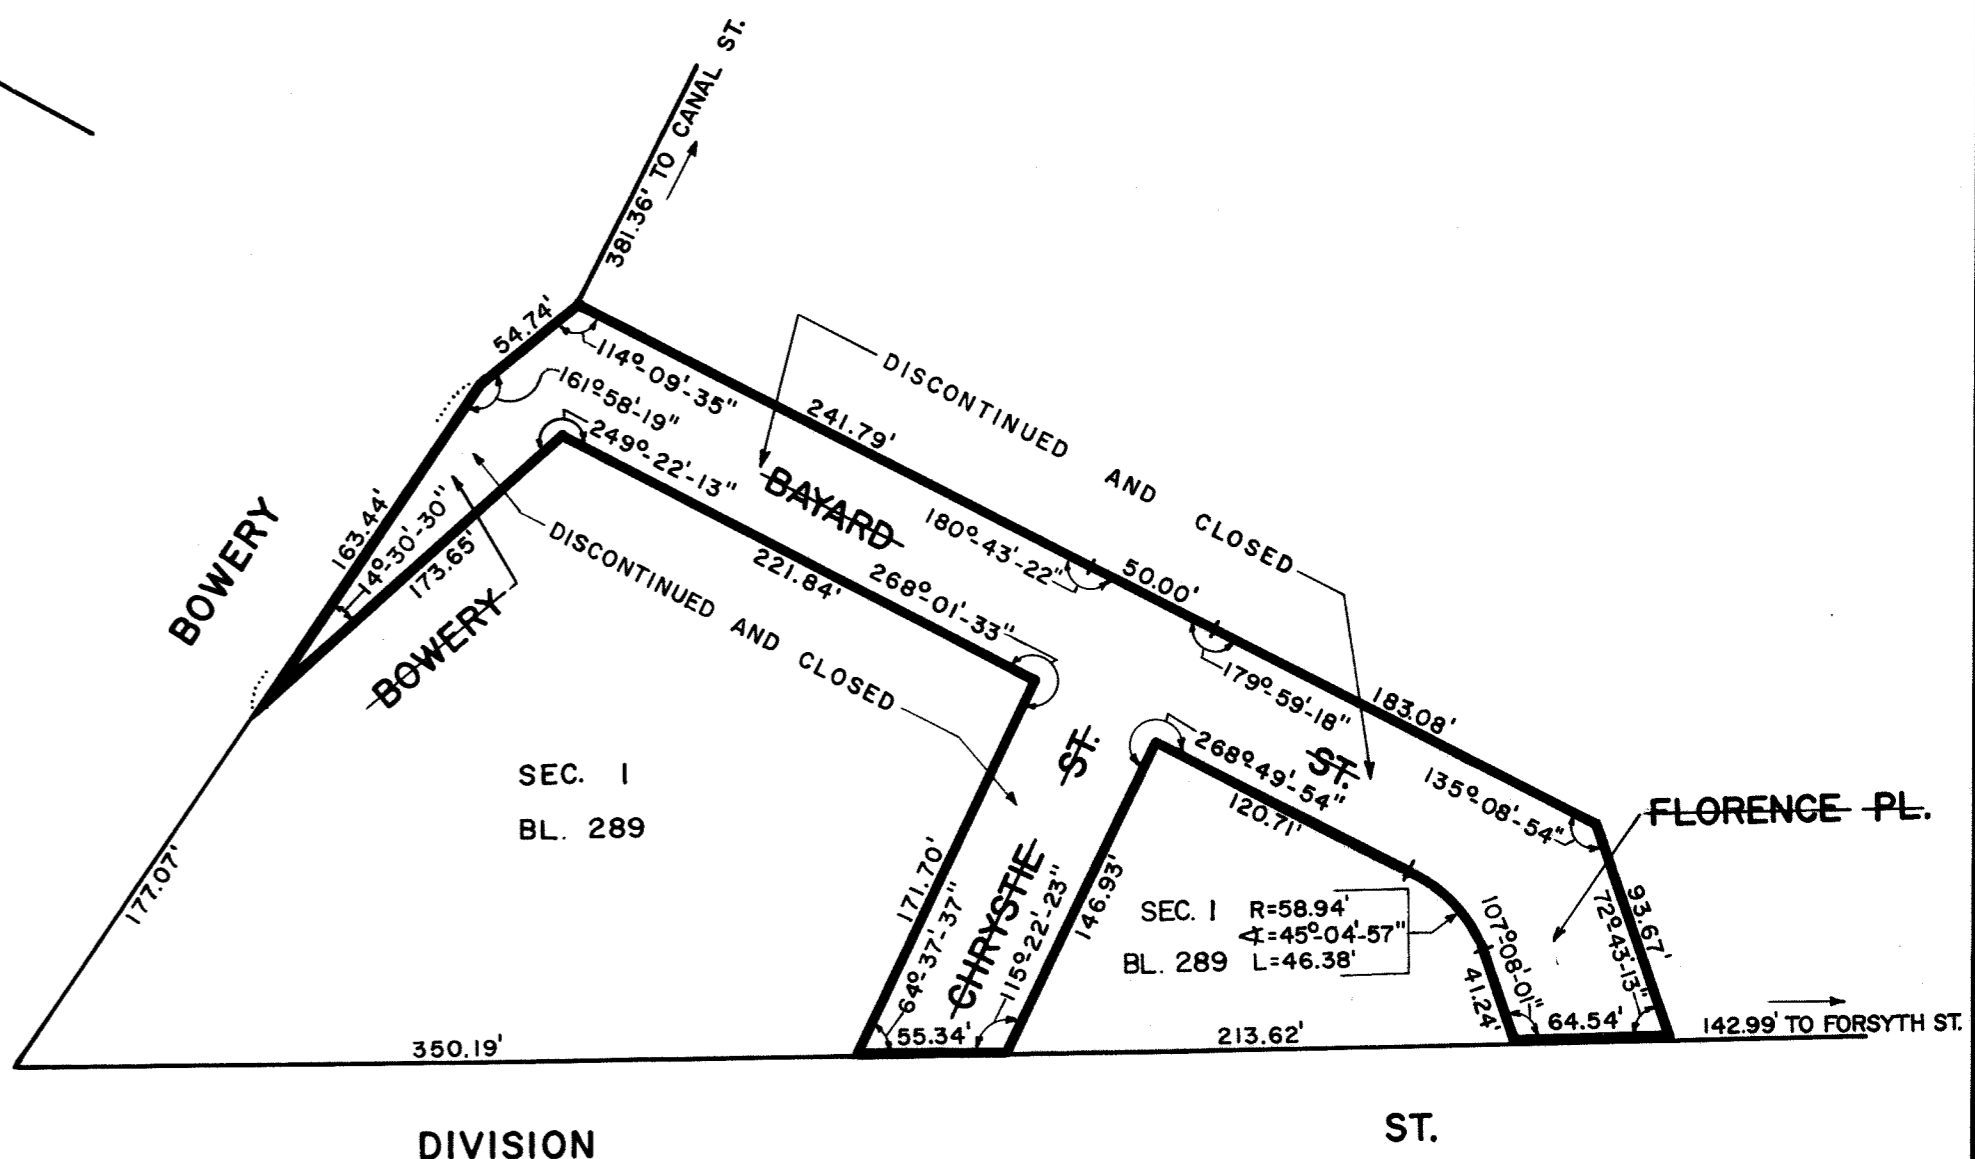 381.36' TO CANAL ST.
54.74'
114°-09'-35"
161°-58'-19"
249°-22'-13"
241.79'
DISCONTINUED AND CLOSED
BAYARD ST.
180°-43'-22"
50.00'
179°-59'-18"
183.08'
163.44'
14°-30'-30"
173.65'
BOWERY
BOWERY
DISCONTINUED AND CLOSED
221.84'
268°-01'-33"
268°-49'-54"
120.71'
135°-08'-54"
FLORENCE PL.
SEC. 1
BL. 289
177.07'
171.70'
64°-37'-37"
CHRYSTIE ST.
115°-22'-23"
146.93'
SEC. 1
BL. 289
R=58.94'
∢=45°-04'-57"
L=46.38'
107°-08'-01"
41.24'
72°-43'-13"
93.67'
350.19'
55.34'
213.62'
64.54'
142.99' TO FORSYTH ST.
DIVISION ST.